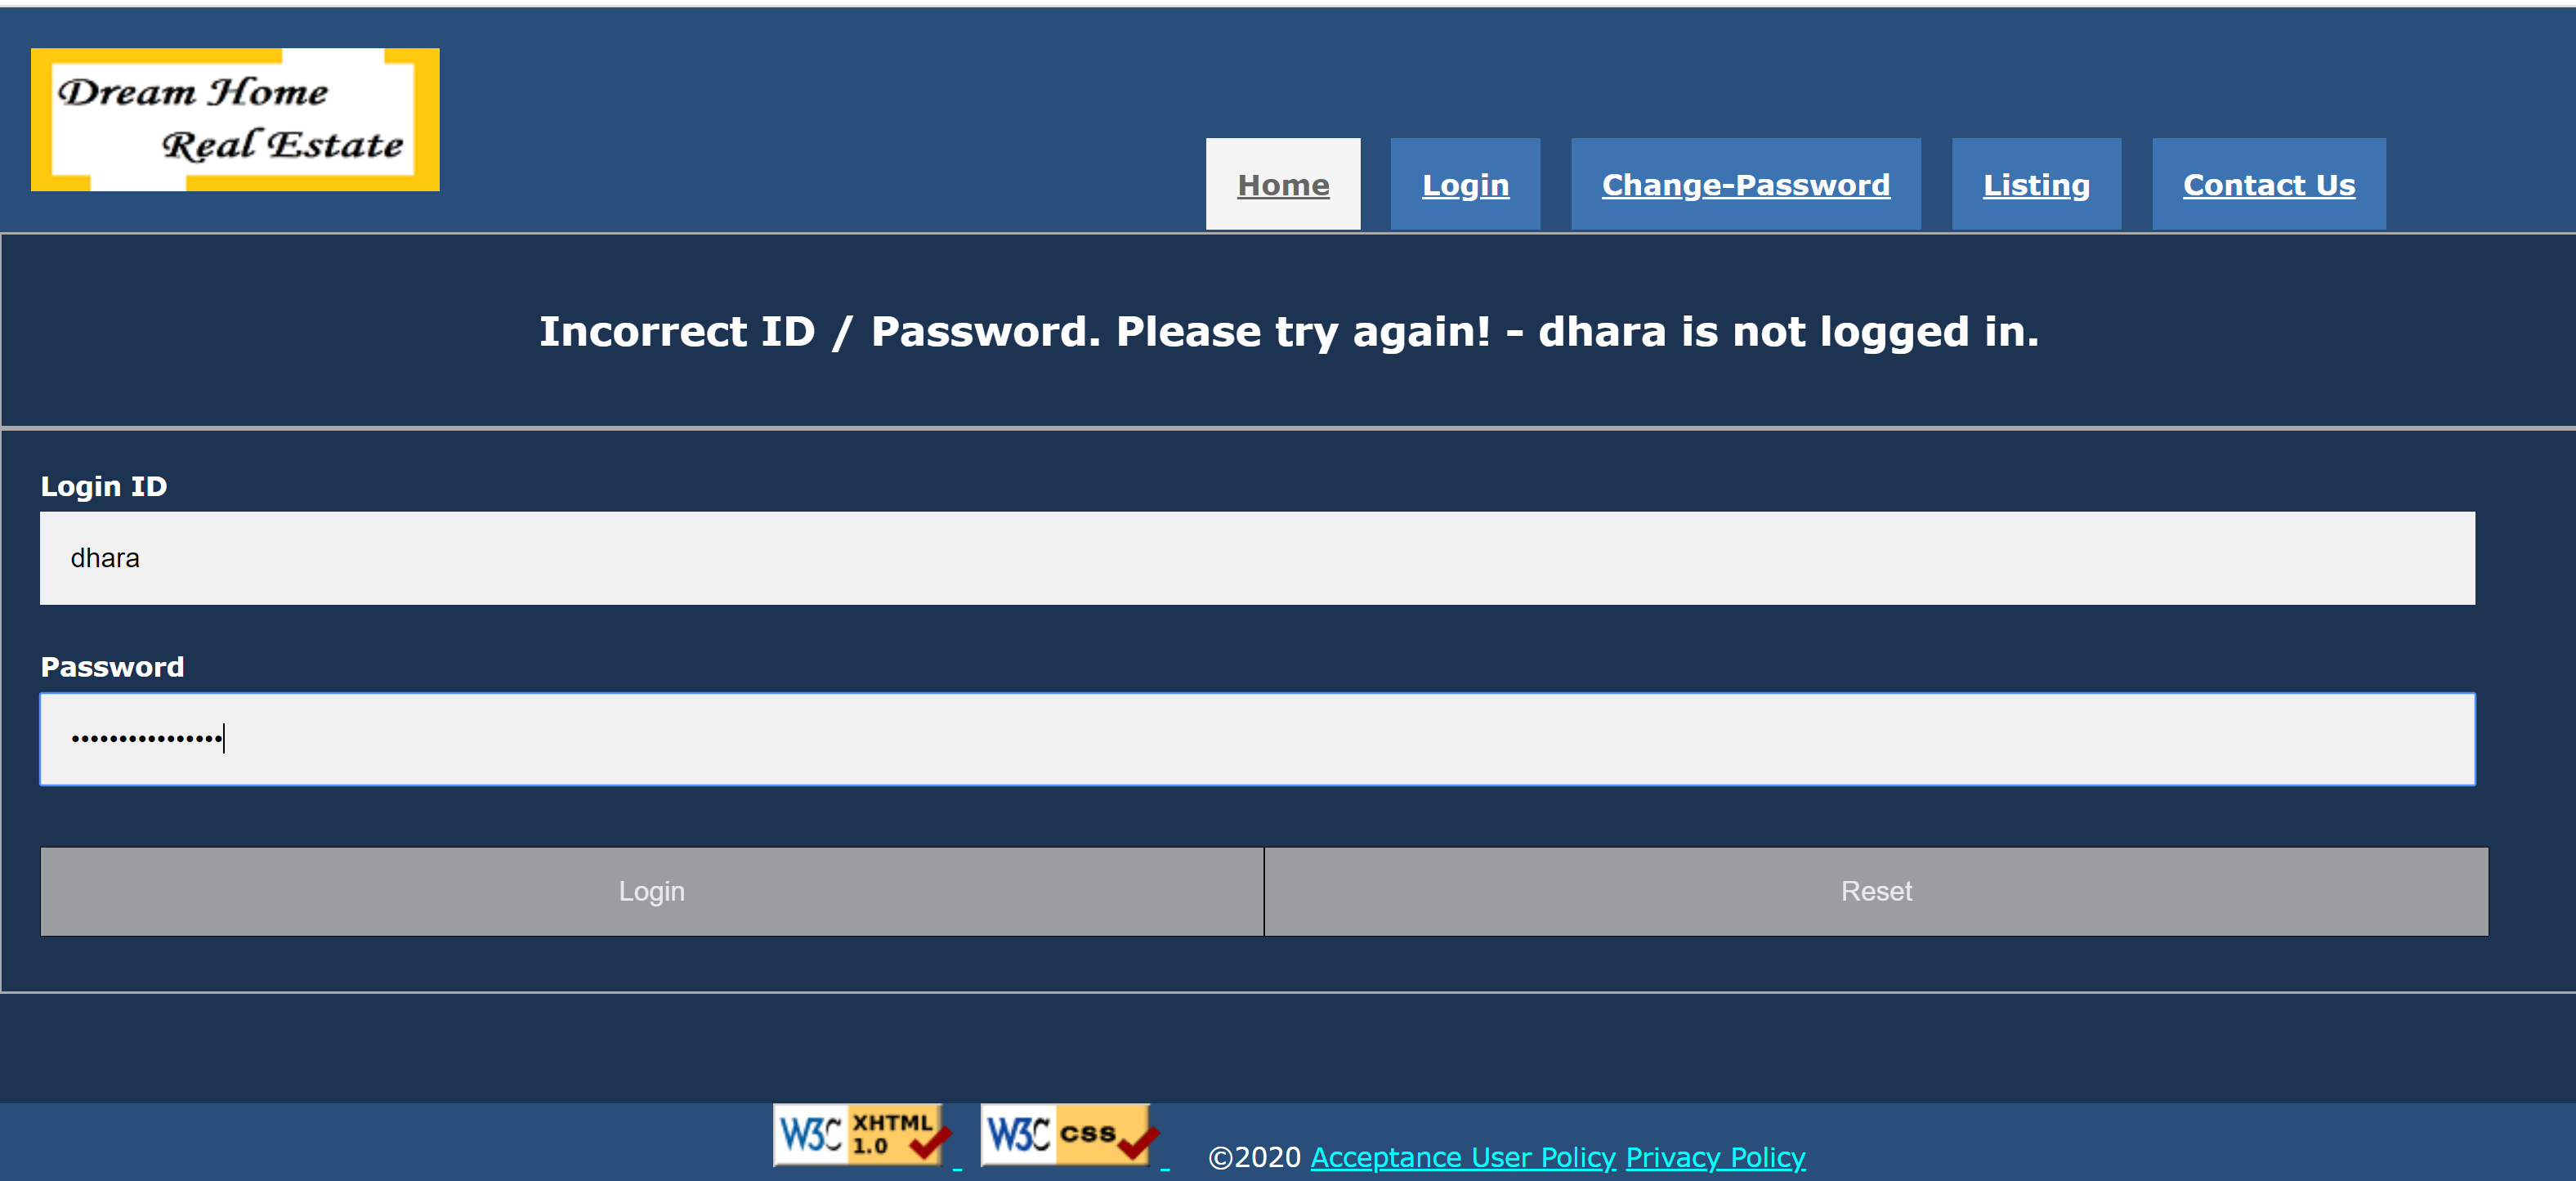 Dream Home
Real Estate
Home Login Change-Password Listing Contact Us
Incorrect ID / Password. Please try again! - dhara is not logged in.
Login ID
dhara
Password
••••••••••••••••
Login Reset
W3C XHTML 1.0 W3C css ©2020 Acceptance User Policy Privacy Policy